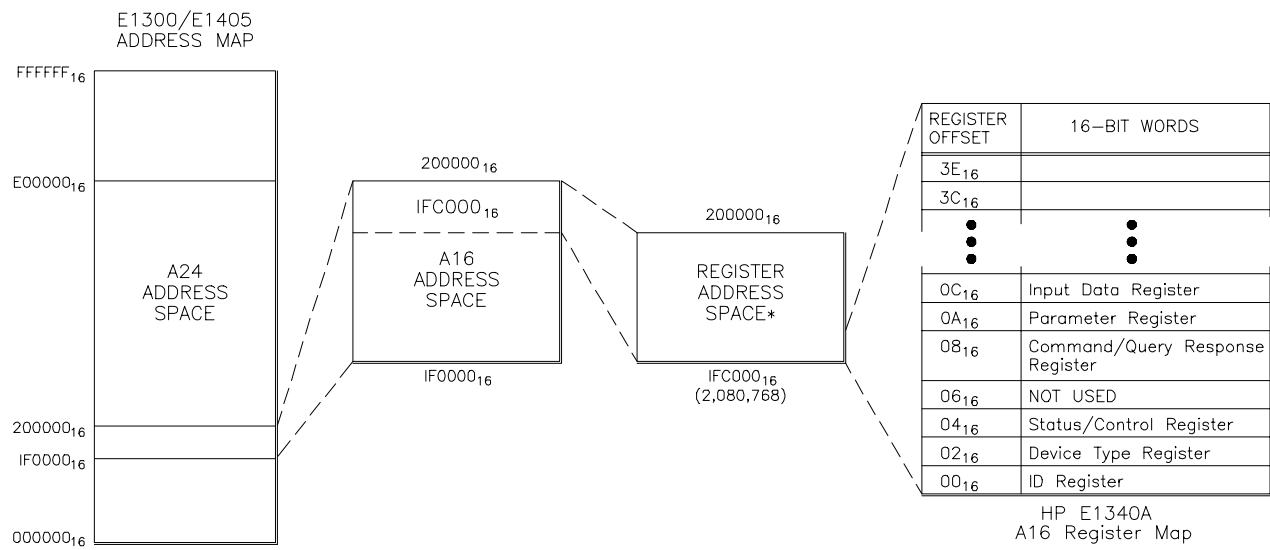 E1300/E1405
ADDRESS MAP
FFFFFF16
E0000016
A24
ADDRESS
SPACE
20000016
IF000016
00000016
20000016
IFC00016
A16
ADDRESS
SPACE
IF000016
20000016
REGISTER
ADDRESS
SPACE*
IFC00016
(2,080,768)
REGISTER
OFFSET
16-BIT WORDS
3E16
3C16
0C16 Input Data Register
0A16 Parameter Register
0816 Command/Query Response
Register
0616 NOT USED
0416 Status/Control Register
0216 Device Type Register
0016 ID Register
HP E1340A
A16 Register Map